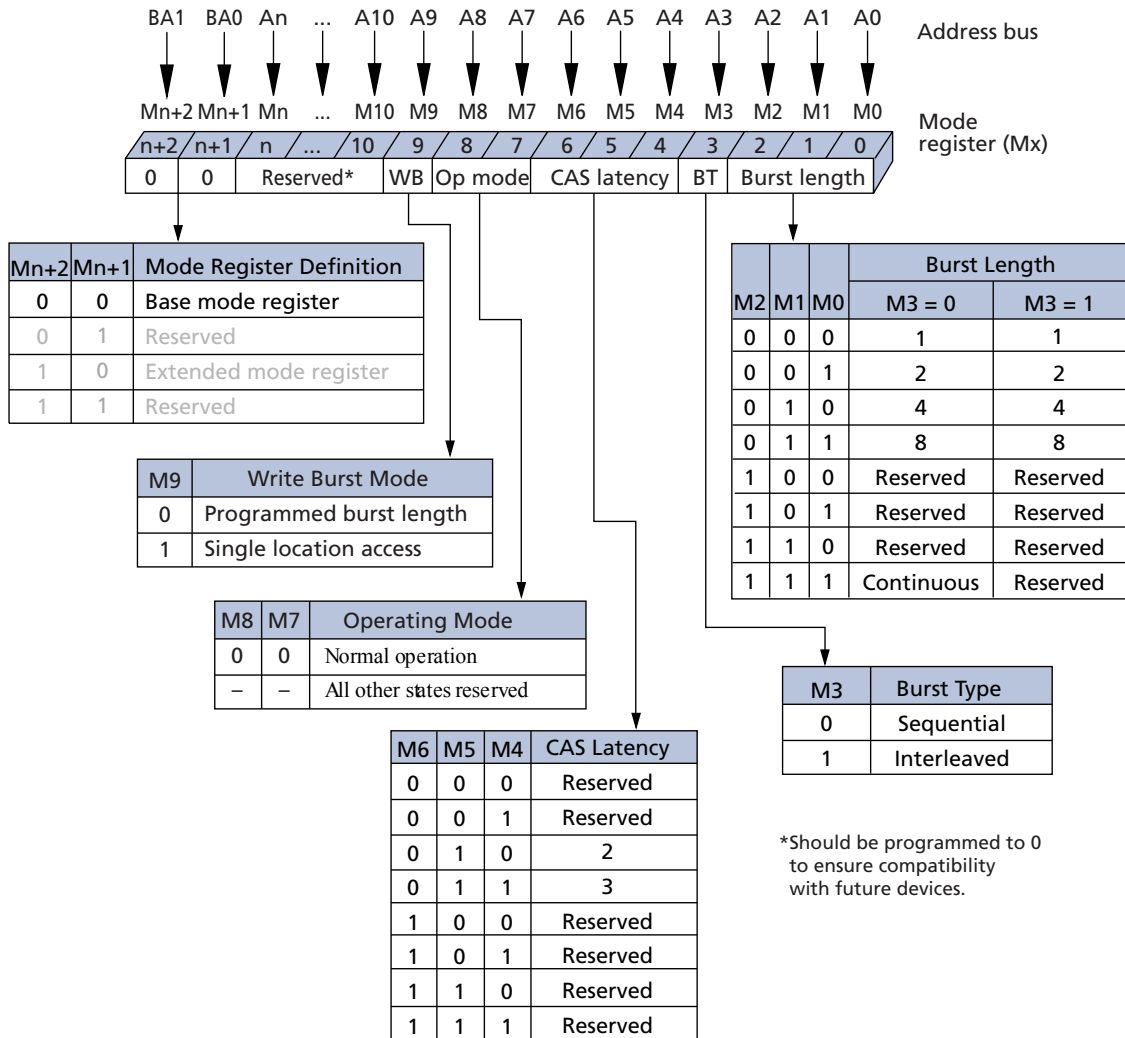 BA1 BA0 An ... A10 A9 A8 A7 A6 A5 A4 A3 A2 A1 A0 Address bus
Mn+2 Mn+1 Mn ... M10 M9 M8 M7 M6 M5 M4 M3 M2 M1 M0 Mode
register (Mx)
n+2 n+1 n ... 10 9 8 7 6 5 4 3 2 1 0
0 0 Reserved* WB Op mode CAS latency BT Burst length
Mn+2 Mn+1 Mode Register Definition
0 0 Base mode register
0 1 Reserved
1 0 Extended mode register
1 1 Reserved
Burst Length
M2 M1 M0 M3 = 0 M3 = 1
0 0 0 1 1
0 0 1 2 2
0 1 0 4 4
0 1 1 8 8
1 0 0 Reserved Reserved
1 0 1 Reserved Reserved
1 1 0 Reserved Reserved
1 1 1 Continuous Reserved
M9 Write Burst Mode
0 Programmed burst length
1 Single location access
M8 M7 Operating Mode
0 0 Normal operation
– – All other states reserved
M3 Burst Type
0 Sequential
1 Interleaved
M6 M5 M4 CAS Latency
0 0 0 Reserved
0 0 1 Reserved
0 1 0 2
0 1 1 3
1 0 0 Reserved
1 0 1 Reserved
1 1 0 Reserved
1 1 1 Reserved
*Should be programmed to 0
to ensure compatibility
with future devices.